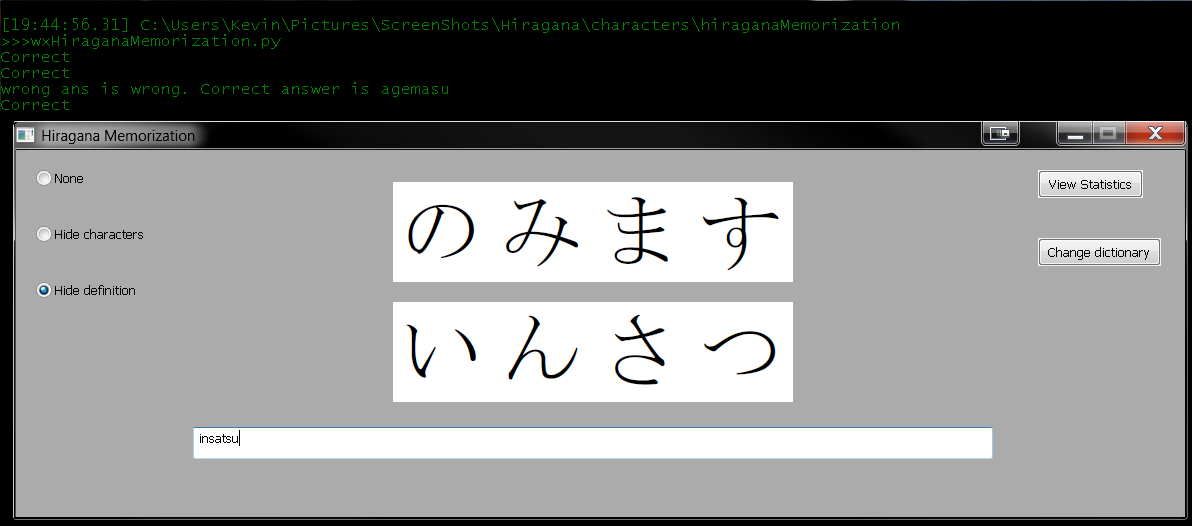 [19:44:56.31] C:\Users\Kevin\Pictures\ScreenShots\Hiragana\characters\hiraganaMemorization
>>>wxHiraganaMemorization.py
Correct
Correct
wrong ans is wrong. Correct answer is agemasu
Correct
Hiragana Memorization
None
View Statistics
のみます
Hide characters
Change dictionary
Hide definition
いんさつ
insatsu